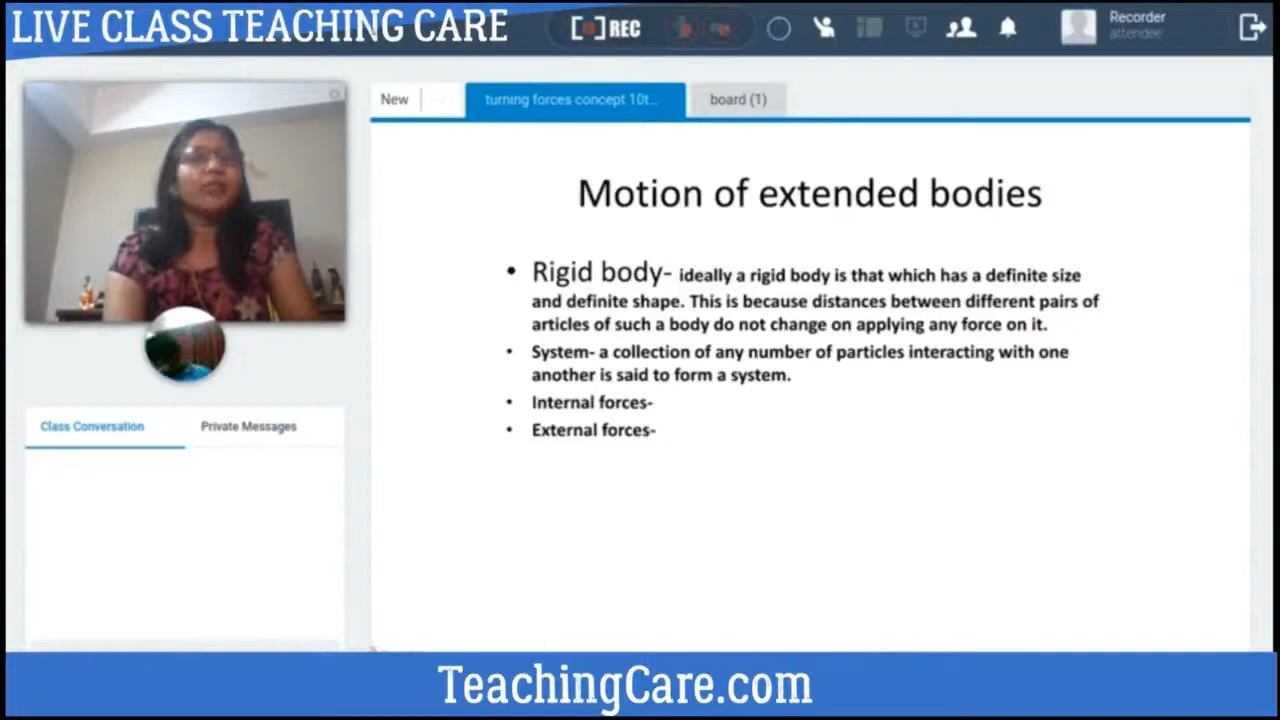 LIVE CLASS TEACHING CARE
[●] REC
Recorder
attendee
New
turning forces concept 10t...
board (1)
Motion of extended bodies
• Rigid body- ideally a rigid body is that which has a definite size
and definite shape. This is because distances between different pairs of
articles of such a body do not change on applying any force on it.
• System- a collection of any number of particles interacting with one
another is said to form a system.
• Internal forces-
• External forces-
Class Conversation
Private Messages
TeachingCare.com